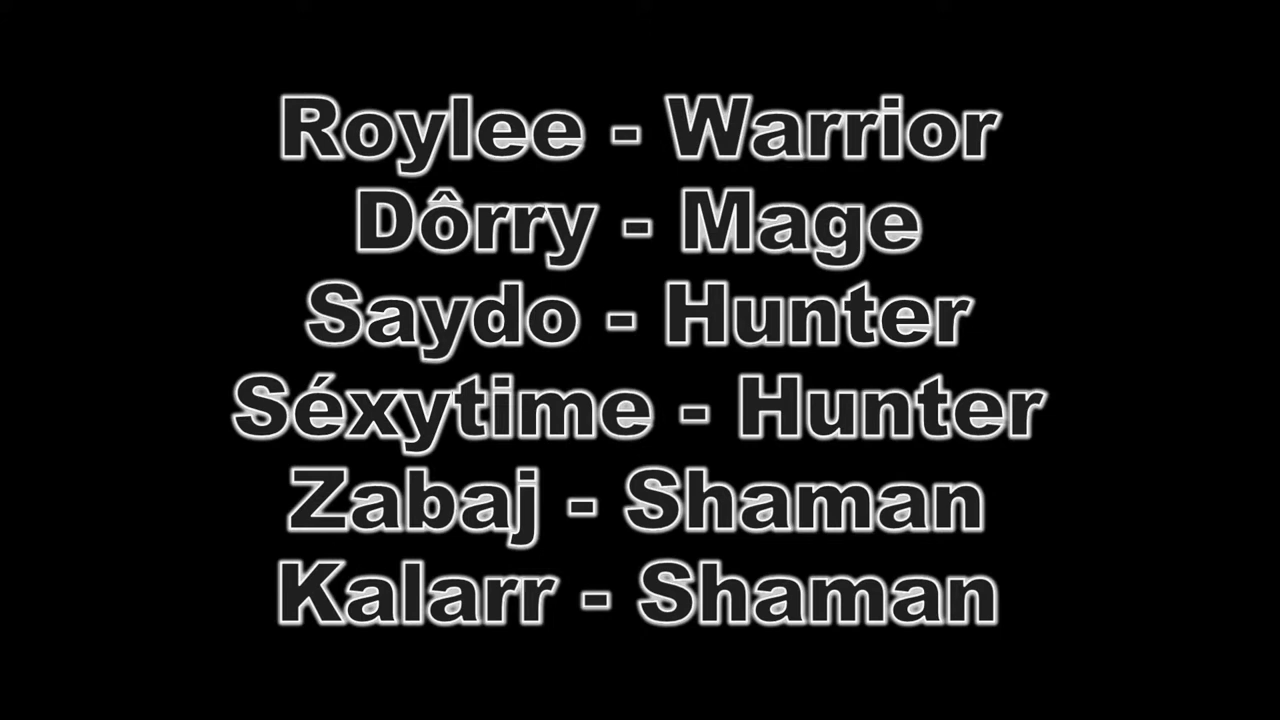 Roylee - Warrior
Dôrry - Mage
Saydo - Hunter
Séxytime - Hunter
Zabaj - Shaman
Kalarr - Shaman